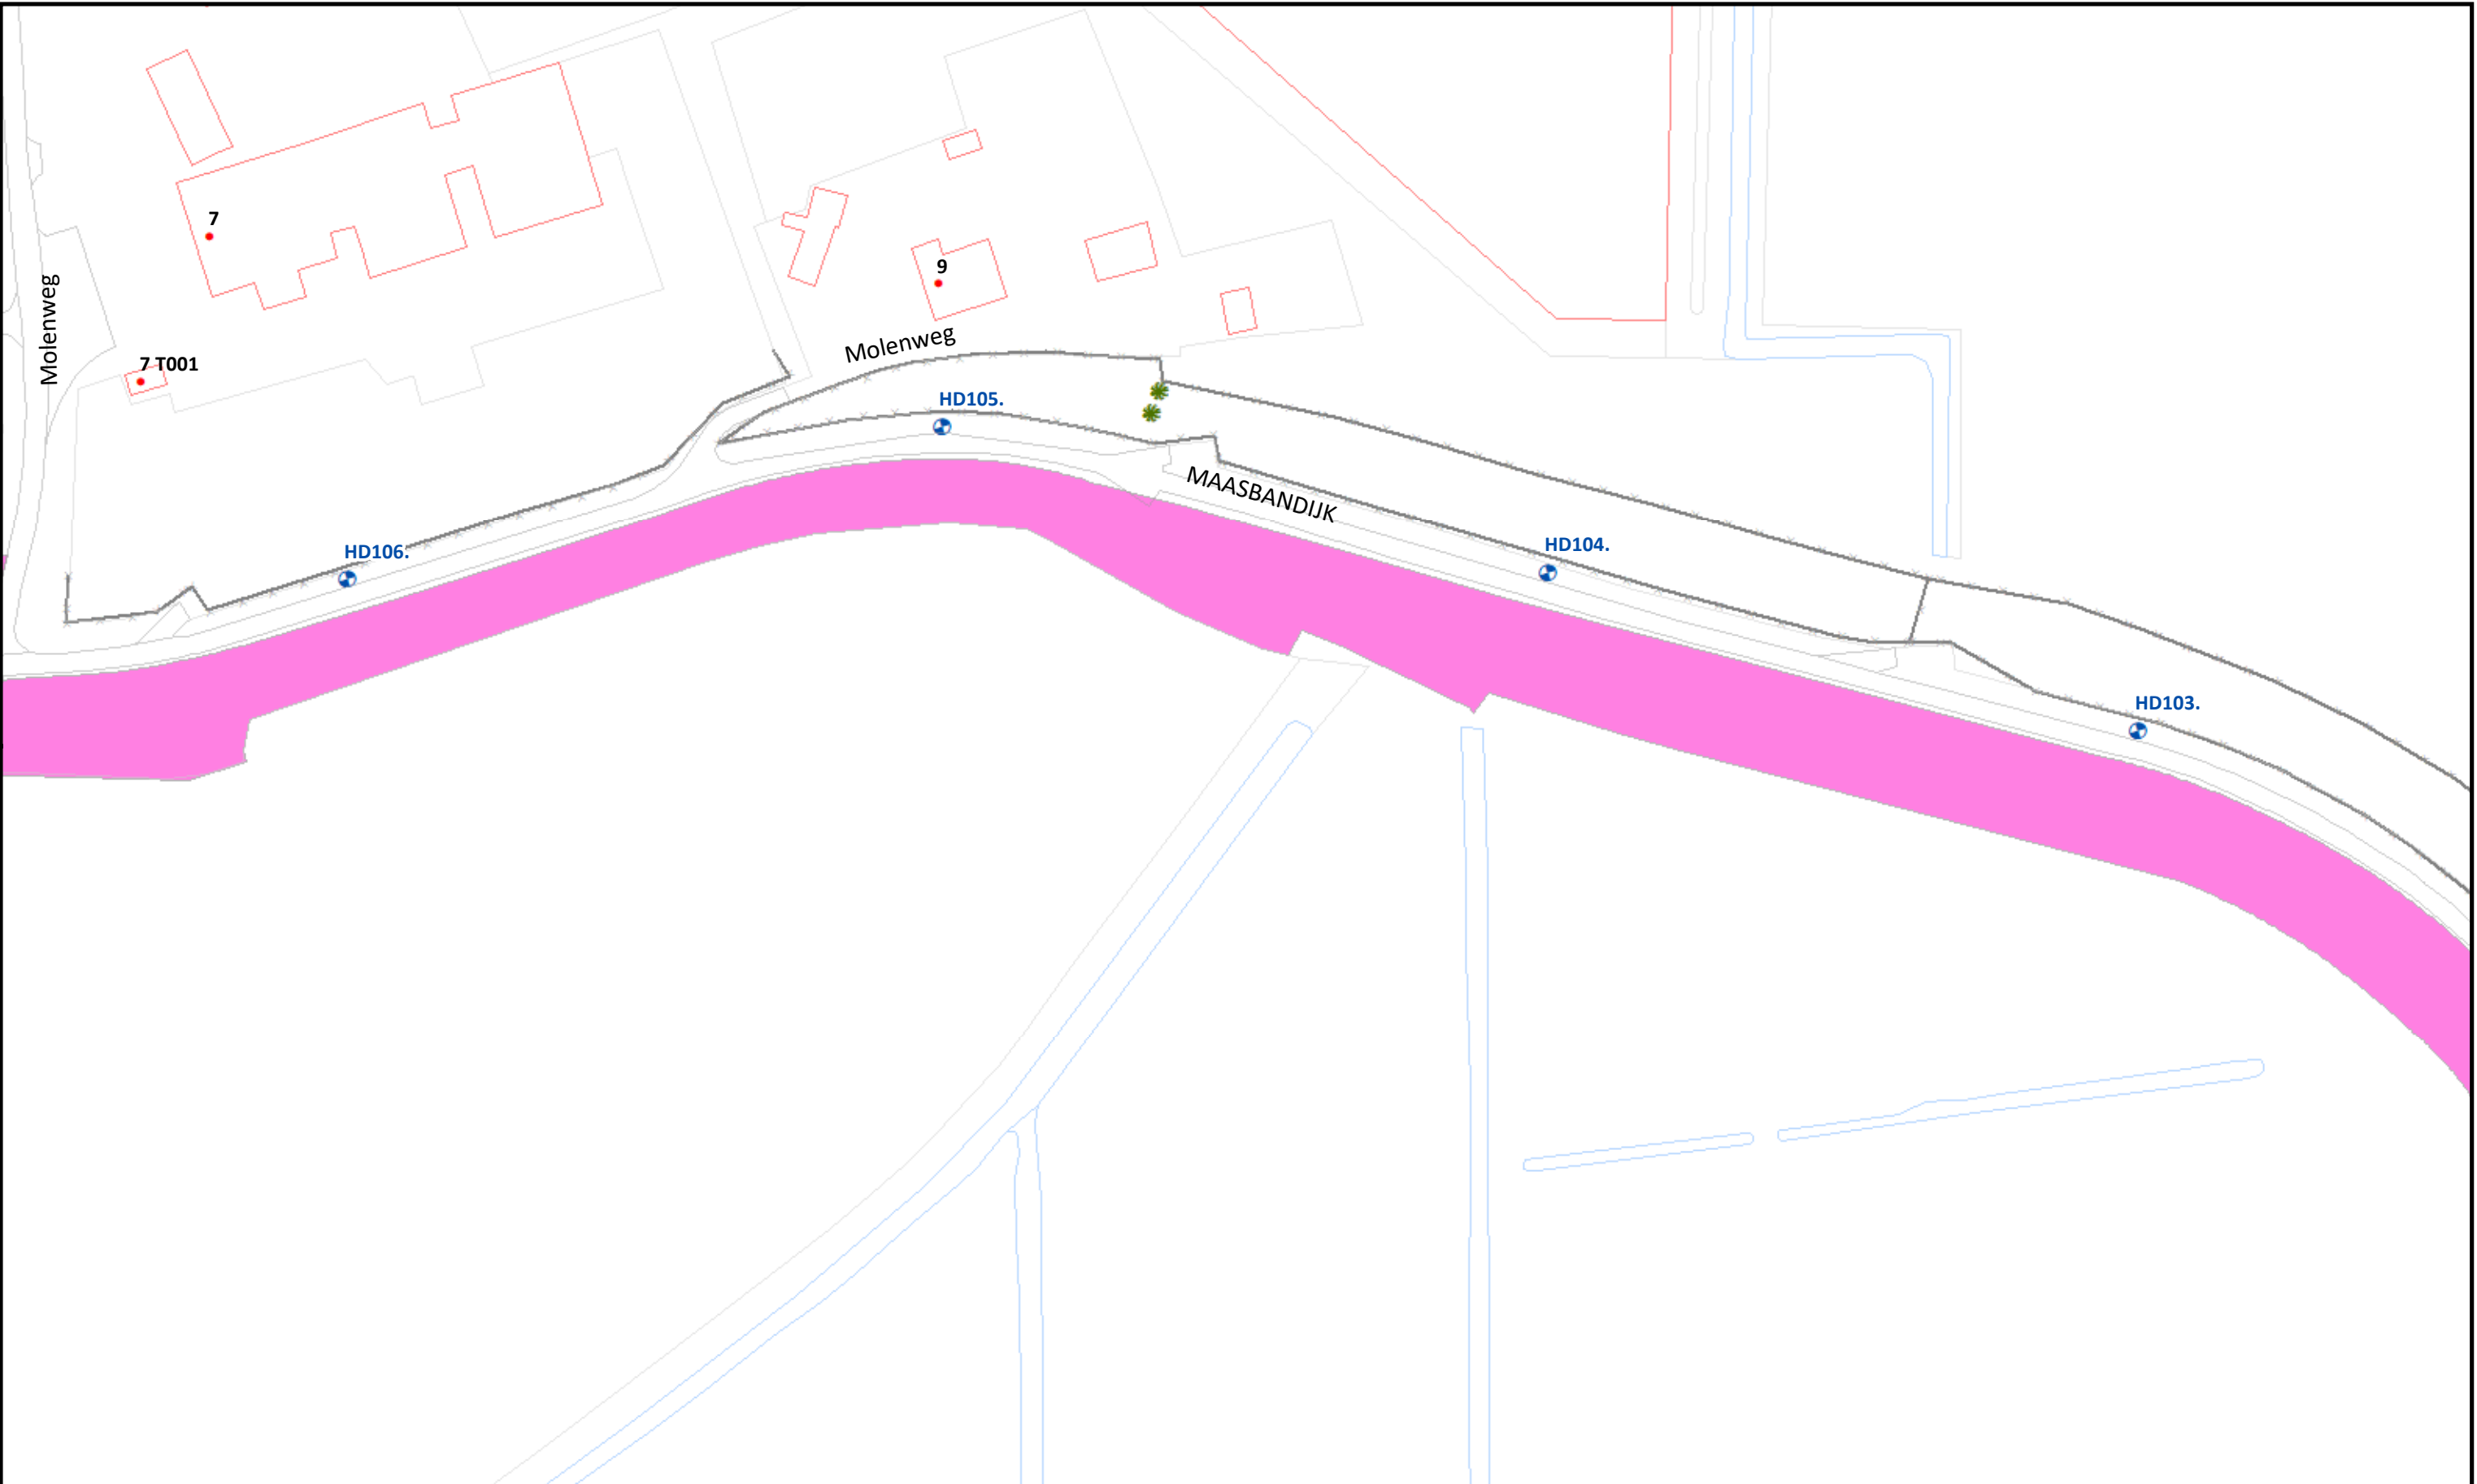 7
9
Molenweg
Molenweg
7 T001
HD105.
MAASBANDIJK
HD106.
HD104.
HD103.